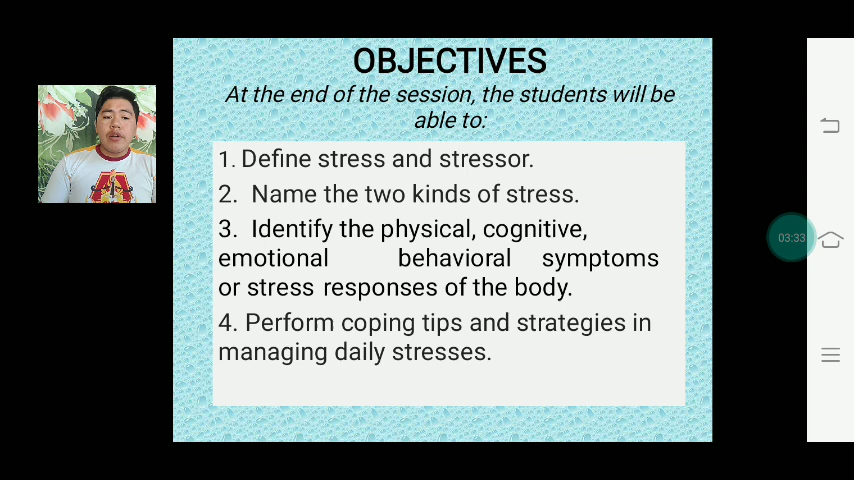 OBJECTIVES
At the end of the session, the students will be
able to:
1. Define stress and stressor.
2. Name the two kinds of stress.
3. Identify the physical, cognitive,
emotional behavioral symptoms
or stress responses of the body.
4. Perform coping tips and strategies in
managing daily stresses.
03:33